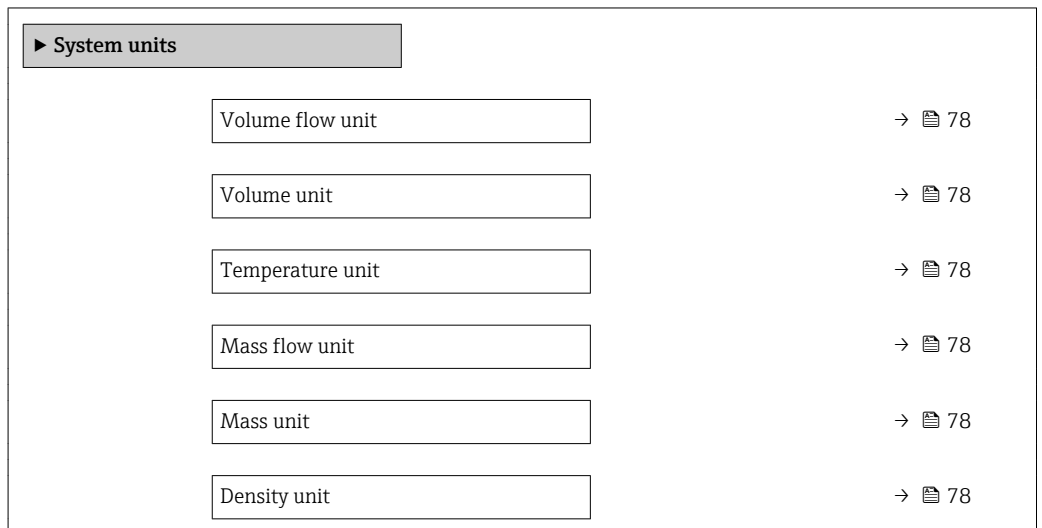 ▶ System units
Volume flow unit → 78
Volume unit → 78
Temperature unit → 78
Mass flow unit → 78
Mass unit → 78
Density unit → 78